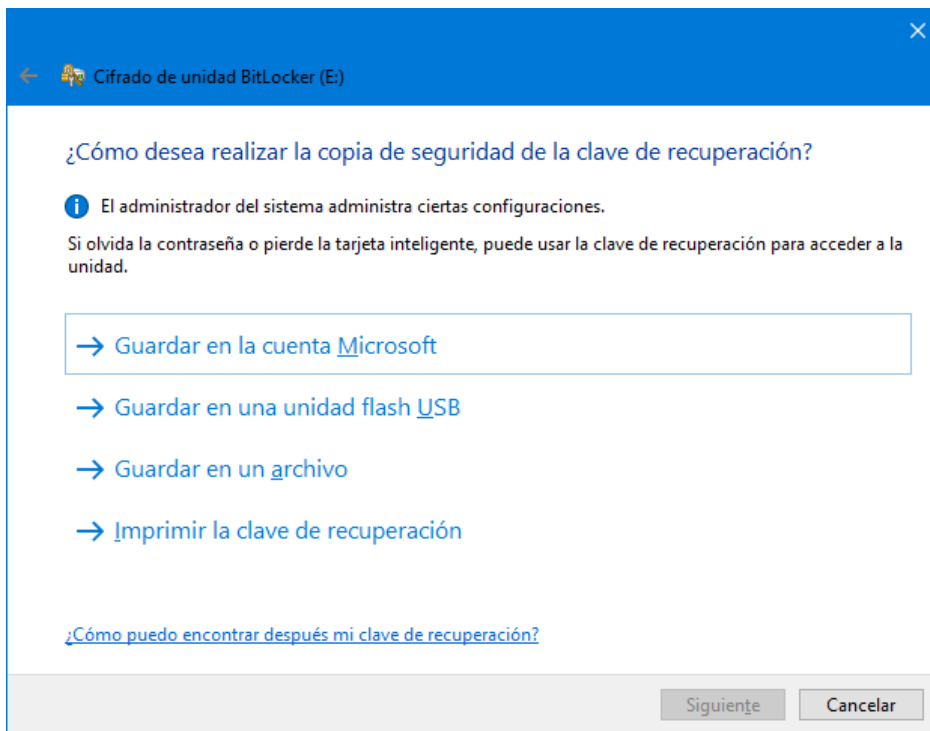 Cifrado de unidad BitLocker (E:)
¿Cómo desea realizar la copia de seguridad de la clave de recuperación?
El administrador del sistema administra ciertas configuraciones.
Si olvida la contraseña o pierde la tarjeta inteligente, puede usar la clave de recuperación para acceder a la
unidad.
Guardar en la cuenta Microsoft
Guardar en una unidad flash USB
Guardar en un archivo
Imprimir la clave de recuperación
¿Cómo puedo encontrar después mi clave de recuperación?
Siguiente Cancelar